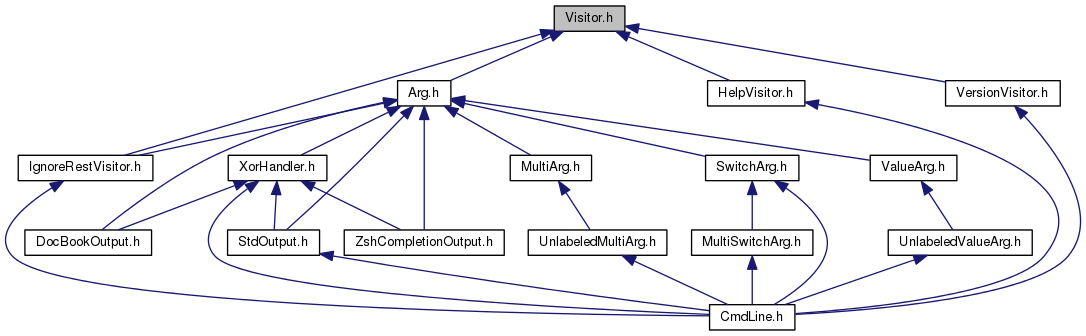 Visitor.h
Arg.h
HelpVisitor.h
VersionVisitor.h
IgnoreRestVisitor.h
XorHandler.h
MultiArg.h
SwitchArg.h
ValueArg.h
DocBookOutput.h
StdOutput.h
ZshCompletionOutput.h
UnlabeledMultiArg.h
MultiSwitchArg.h
UnlabeledValueArg.h
CmdLine.h